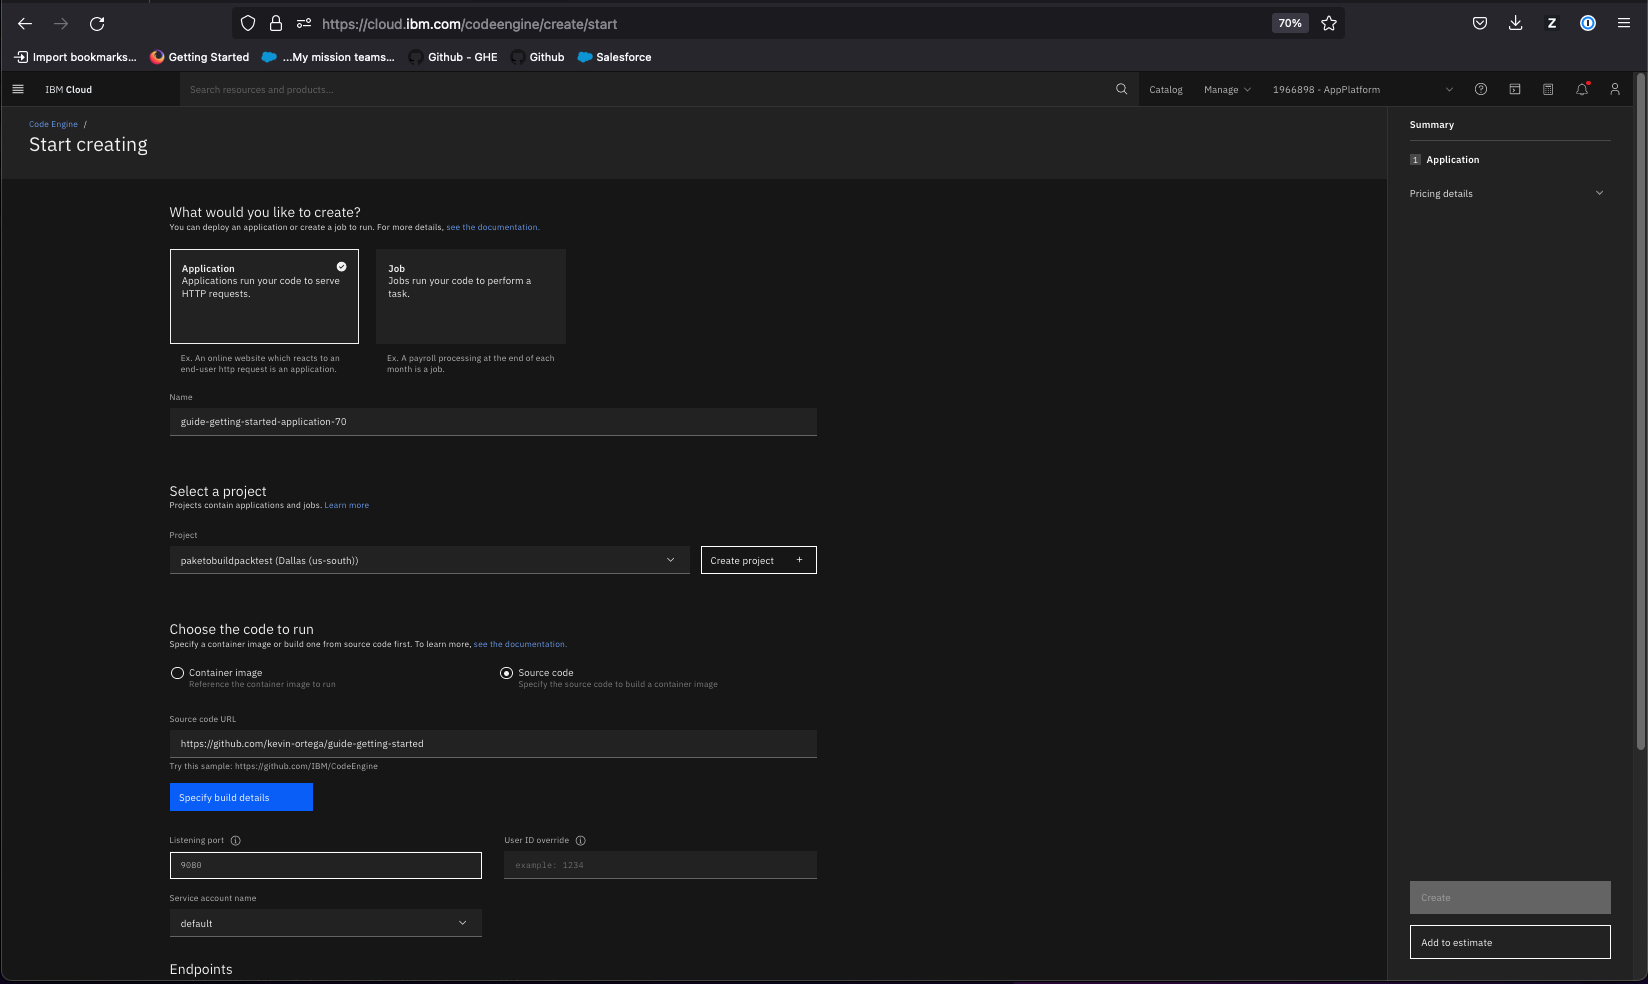 https://cloud.ibm.com/codeengine/create/start
70%
Z
Import bookmarks... Getting Started ...My mission teams... Github - GHE Github Salesforce
IBM Cloud Search resources and products... Catalog Manage 1966898 - AppPlatform
Code Engine /
Start creating
What would you like to create?
You can deploy an application or create a job to run. For more details, see the documentation.
Application
Applications run your code to serve
HTTP requests.
Ex. An online website which reacts to an
end-user http request is an application.
Job
Jobs run your code to perform a
task.
Ex. A payroll processing at the end of each
month is a job.
Name
guide-getting-started-application-70
Select a project
Projects contain applications and jobs. Learn more
Project
paketobuildpacktest (Dallas (us-south))
Create project +
Choose the code to run
Specify a container image or build one from source code first. To learn more, see the documentation.
Container image
Reference the container image to run
Source code
Specify the source code to build a container image
Source code URL
https://github.com/kevin-ortega/guide-getting-started
Try this sample: https://github.com/IBM/CodeEngine
Specify build details
Listening port
9080
User ID override
example: 1234
Service account name
default
Endpoints
Summary
1 Application
Pricing details
Create
Add to estimate